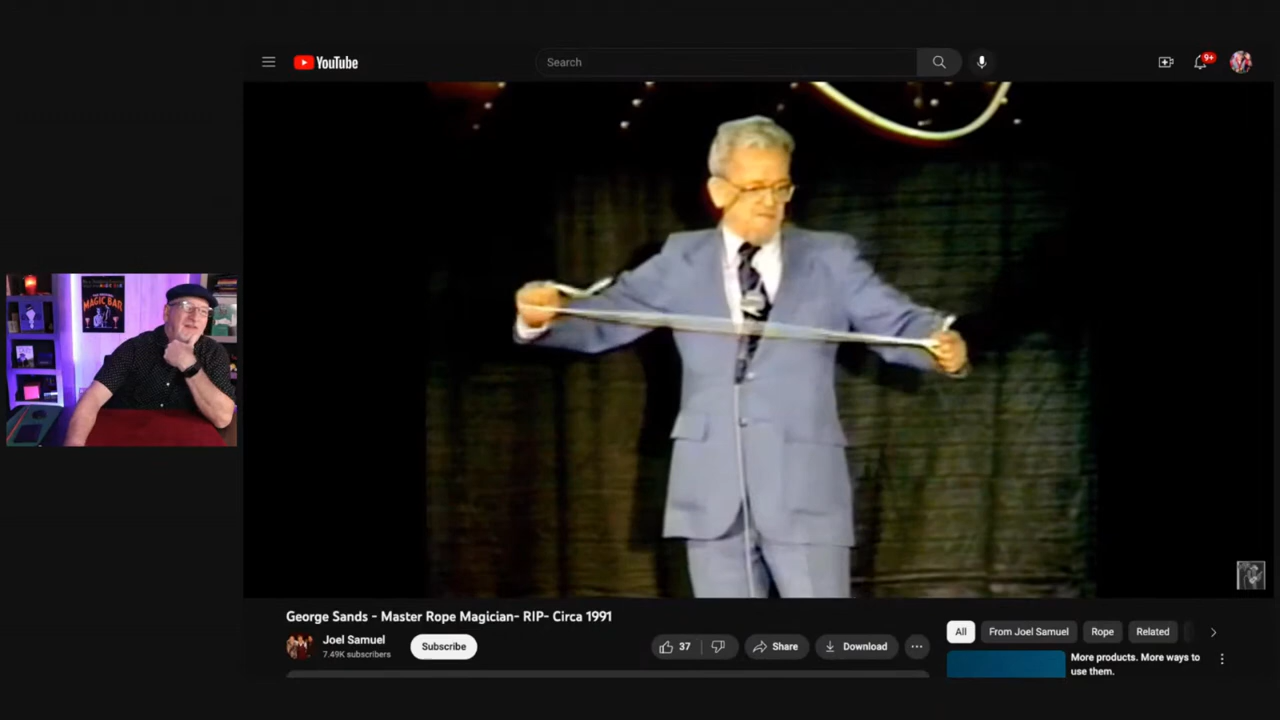 YouTube
Search
9+
MAGIC BAR
George Sands - Master Rope Magician- RIP- Circa 1991
Joel Samuel
7.49K subscribers
Subscribe
37
Share
Download
All
From Joel Samuel
Rope
Related
More products. More ways to
use them.